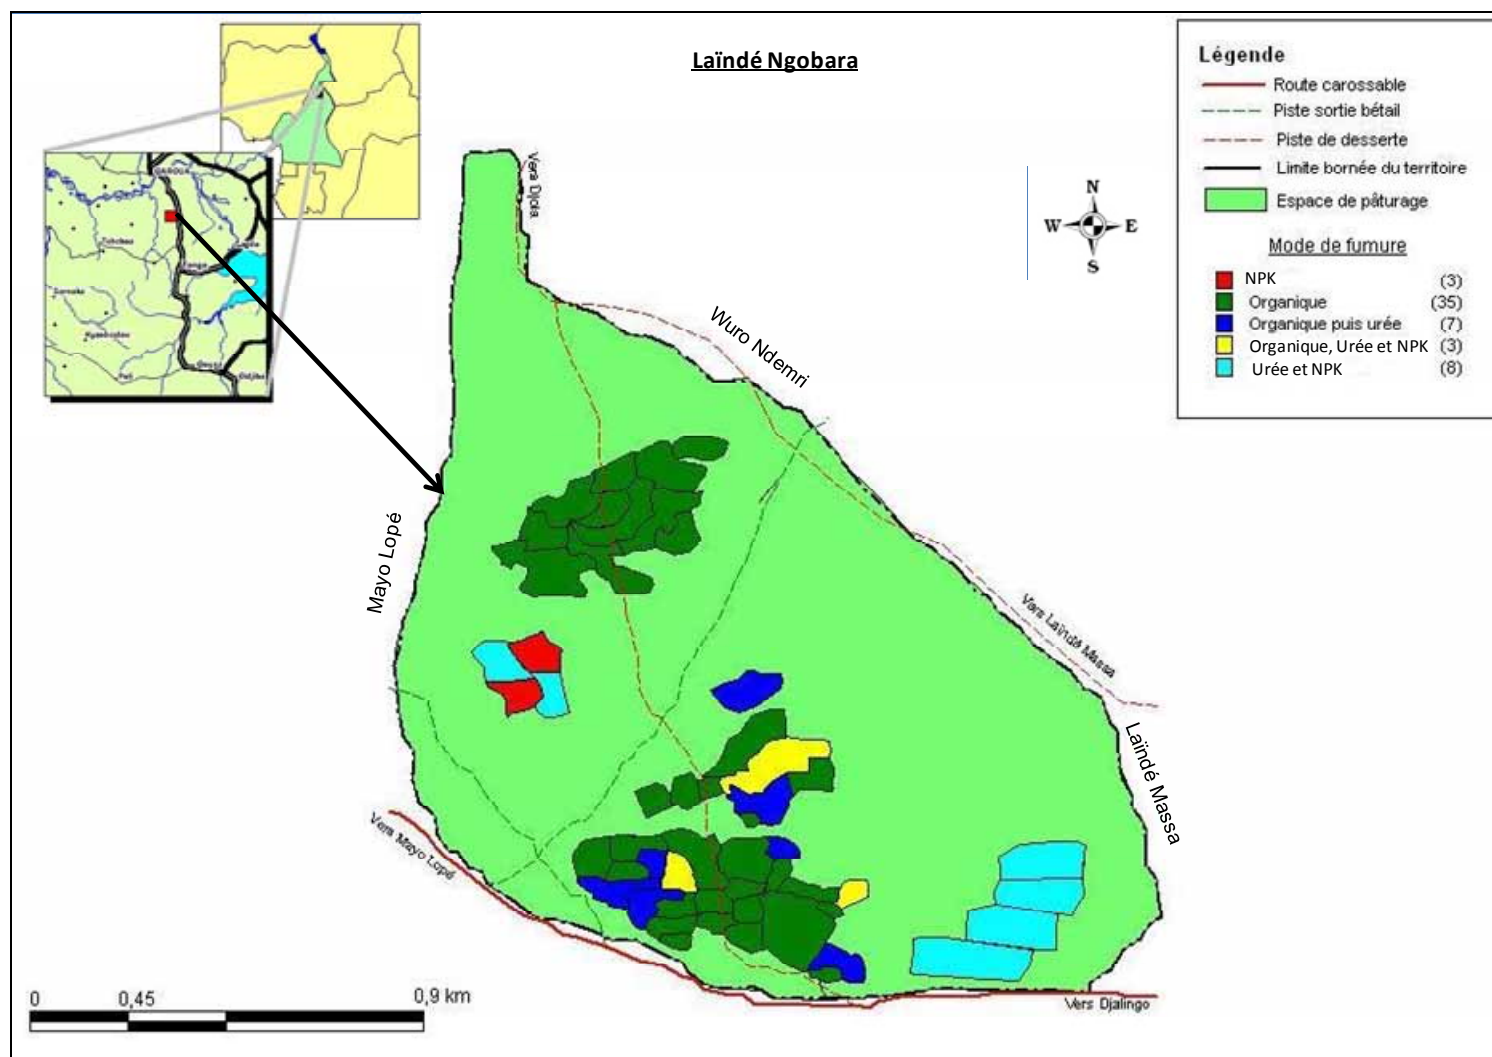 Laïndé Ngobara
Légende
Route carossable
Piste sortie bétail
Piste de desserte
Limite bornée du territoire
Espace de pâturage
Mode de fumure
NPK (3)
Organique (35)
Organique puis urée (7)
Organique, Urée et NPK (3)
Urée et NPK (8)
N
W E
S
GAROUA
Wuro Ndemri
Mayo Lopé
Vers Laïndé Massa
Laïndé Massa
Vers Mayo Lopé
Vers Djalingo
0 0,45 0,9 km